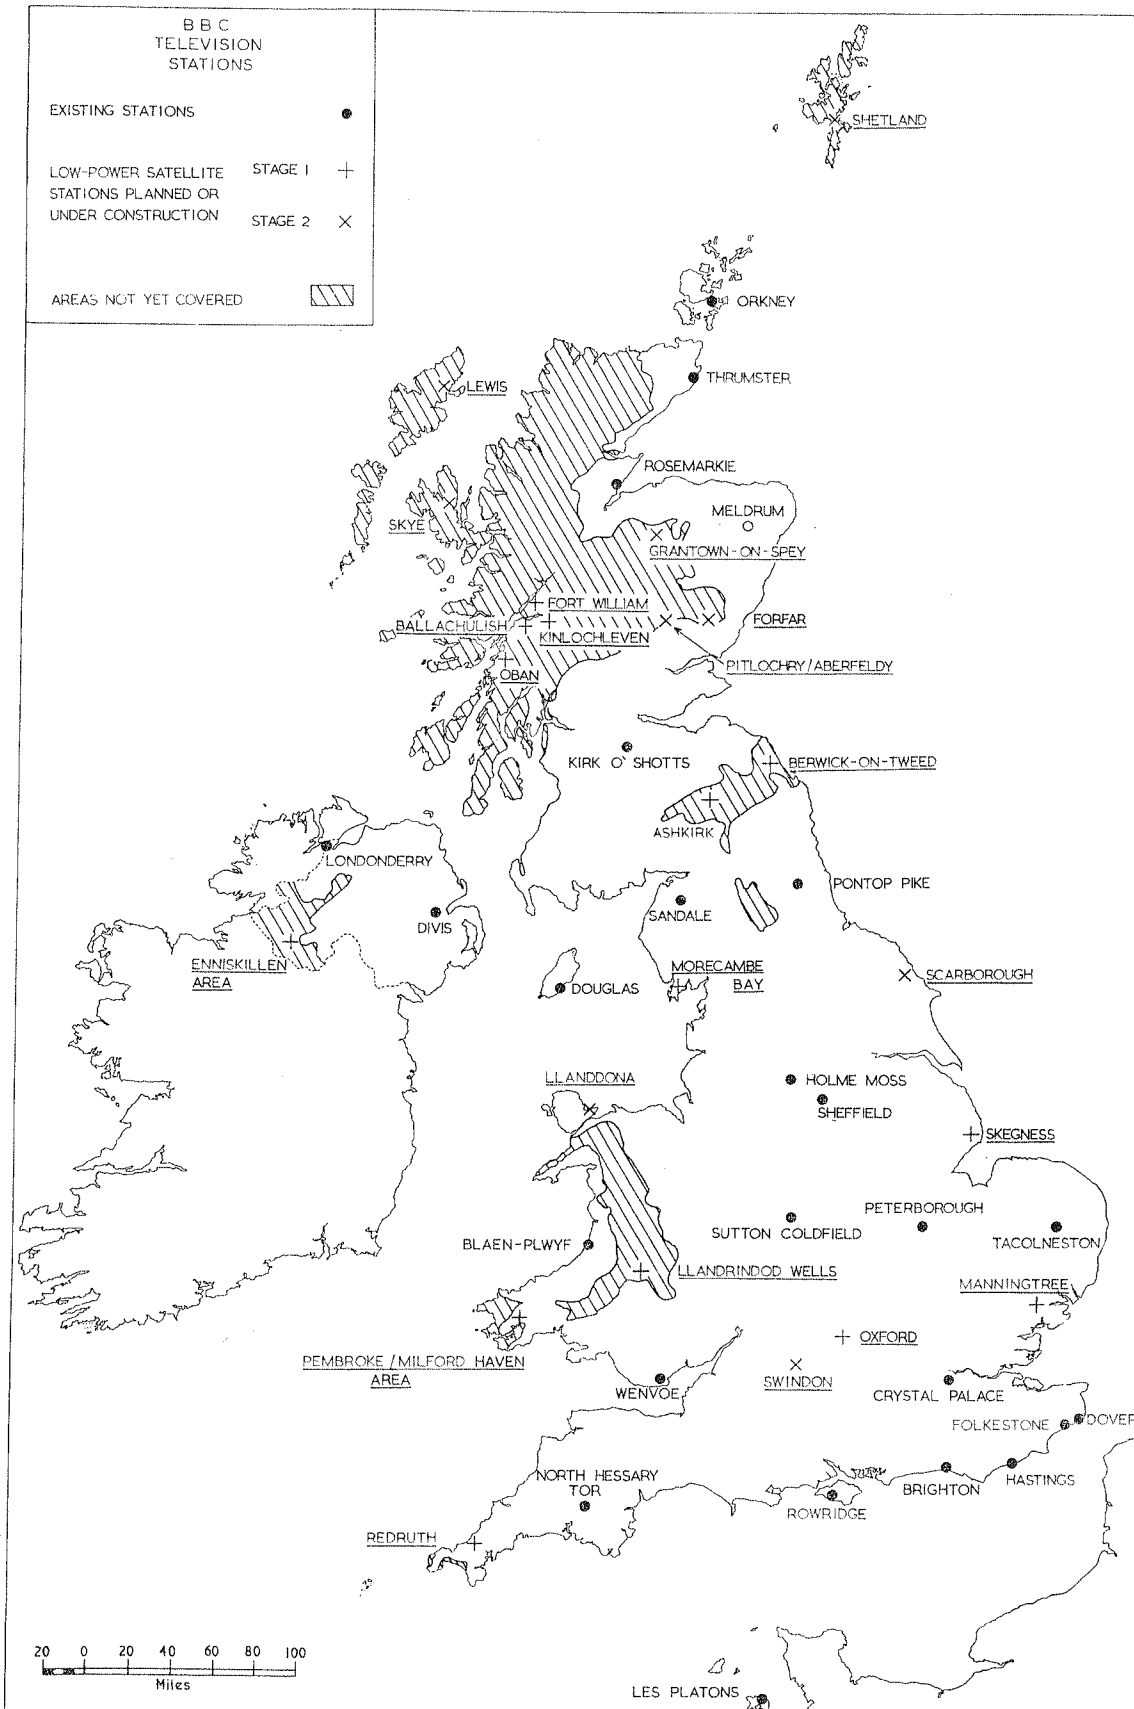 BBC
TELEVISION
STATIONS
EXISTING STATIONS
LOW-POWER SATELLITE STAGE 1
STATIONS PLANNED OR
UNDER CONSTRUCTION STAGE 2
AREAS NOT YET COVERED
SHETLAND
ORKNEY
THRUMSTER
LEWIS
ROSEMARKIE
MELDRUM
SKYE
GRANTOWN-ON-SPEY
FORT WILLIAM
BALLACHULISH
KINLOCHLEVEN
FORFAR
PITLOCHRY/ABERFELDY
OBAN
KIRK O' SHOTTS
BERWICK-ON-TWEED
ASHKIRK
LONDONDERRY
PONTOP PIKE
SANDALE
DIVIS
ENNISKILLEN
AREA
MORECAMBE
BAY
SCARBOROUGH
DOUGLAS
LLANDDONA
HOLME MOSS
SHEFFIELD
SKEGNESS
PETERBOROUGH
SUTTON COLDFIELD
TACOLNESTON
BLAEN-PLWYF
LLANDRINDOD WELLS
MANNINGTREE
OXFORD
PEMBROKE/MILFORD HAVEN
AREA
SWINDON
WENVOE
CRYSTAL PALACE
FOLKESTONE
DOVER
NORTH HESSARY
TOR
BRIGHTON
HASTINGS
ROWRIDGE
REDRUTH
20 0 20 40 60 80 100
Miles
LES PLATONS